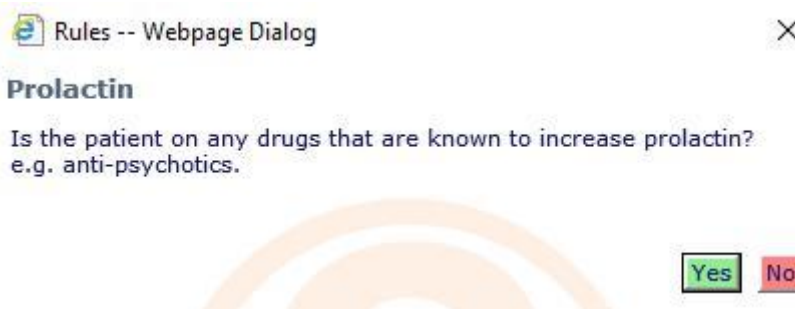 Rules -- Webpage Dialog
Prolactin
Is the patient on any drugs that are known to increase prolactin?
e.g. anti-psychotics.
Yes No